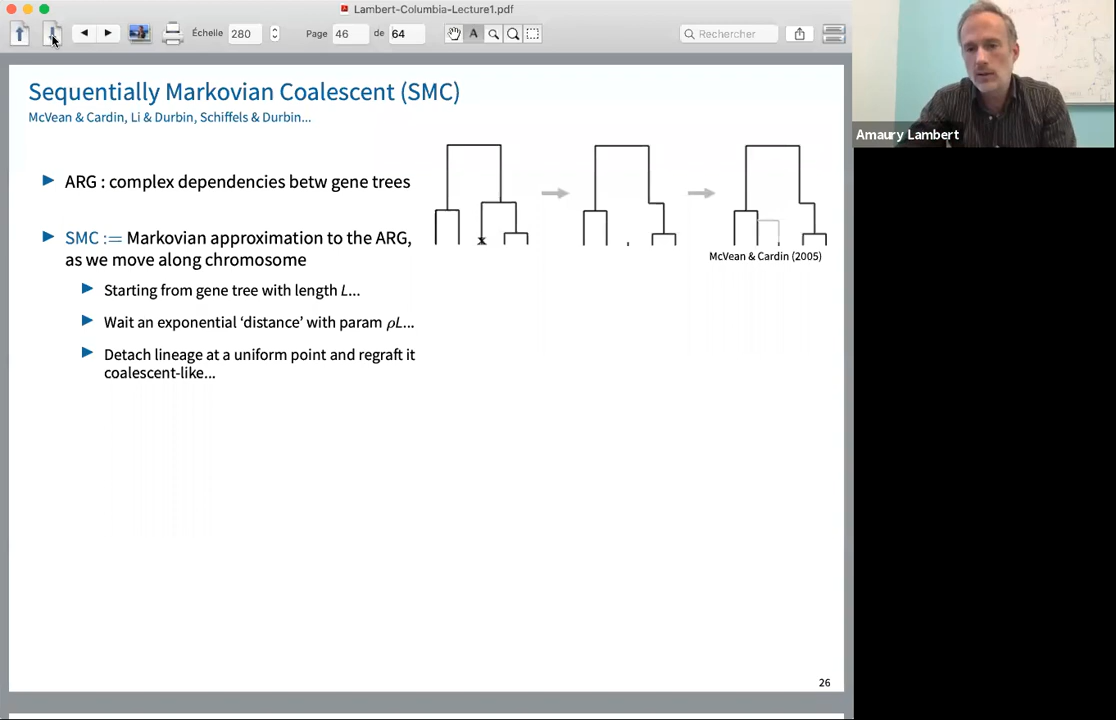 Lambert-Columbia-Lecture1.pdf
Échelle 280 Page 46 de 64 Rechercher
Sequentially Markovian Coalescent (SMC)
McVean & Cardin, Li & Durbin, Schiffels & Durbin...
ARG : complex dependencies betw gene trees
SMC := Markovian approximation to the ARG,
as we move along chromosome
Starting from gene tree with length L...
Wait an exponential ‘distance’ with param ρL...
Detach lineage at a uniform point and regraft it
coalescent-like...
McVean & Cardin (2005)
26
Amaury Lambert